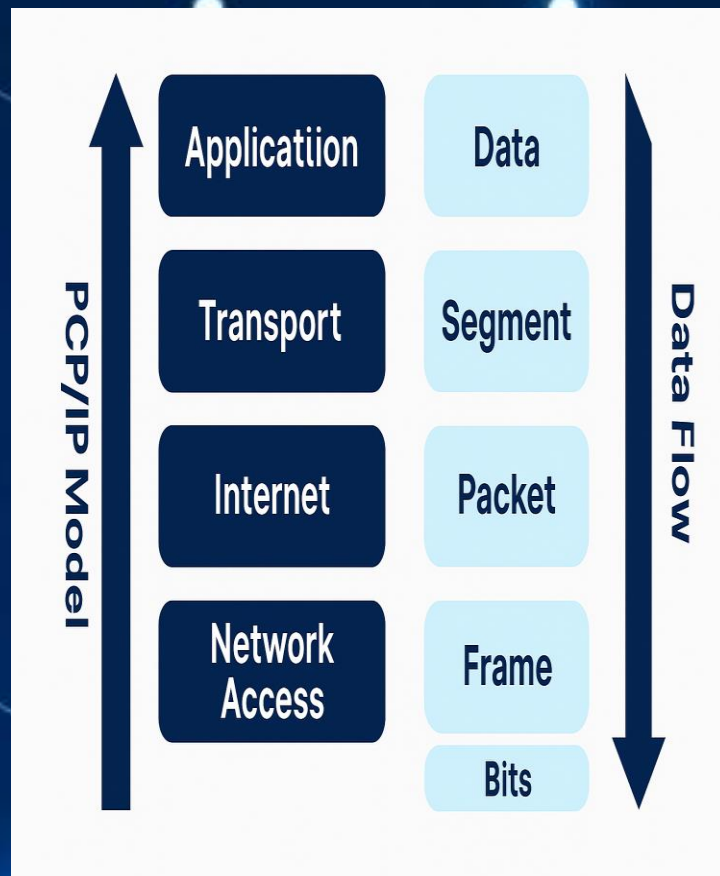 PCP/IP Model
Applicatiion
Data
Transport
Segment
Internet
Packet
Network
Access
Frame
Bits
Data Flow